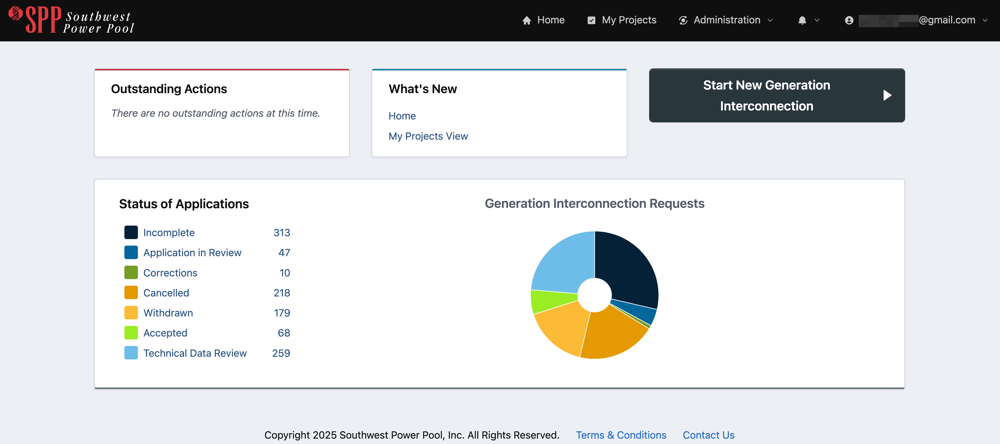 SPP Southwest Power Pool
Home
My Projects
Administration
@gmail.com
Outstanding Actions
There are no outstanding actions at this time.
What's New
Home
My Projects View
Start New Generation
Interconnection
Status of Applications
Incomplete 313
Application in Review 47
Corrections 10
Cancelled 218
Withdrawn 179
Accepted 68
Technical Data Review 259
Generation Interconnection Requests
Copyright 2025 Southwest Power Pool, Inc. All Rights Reserved. Terms & Conditions Contact Us